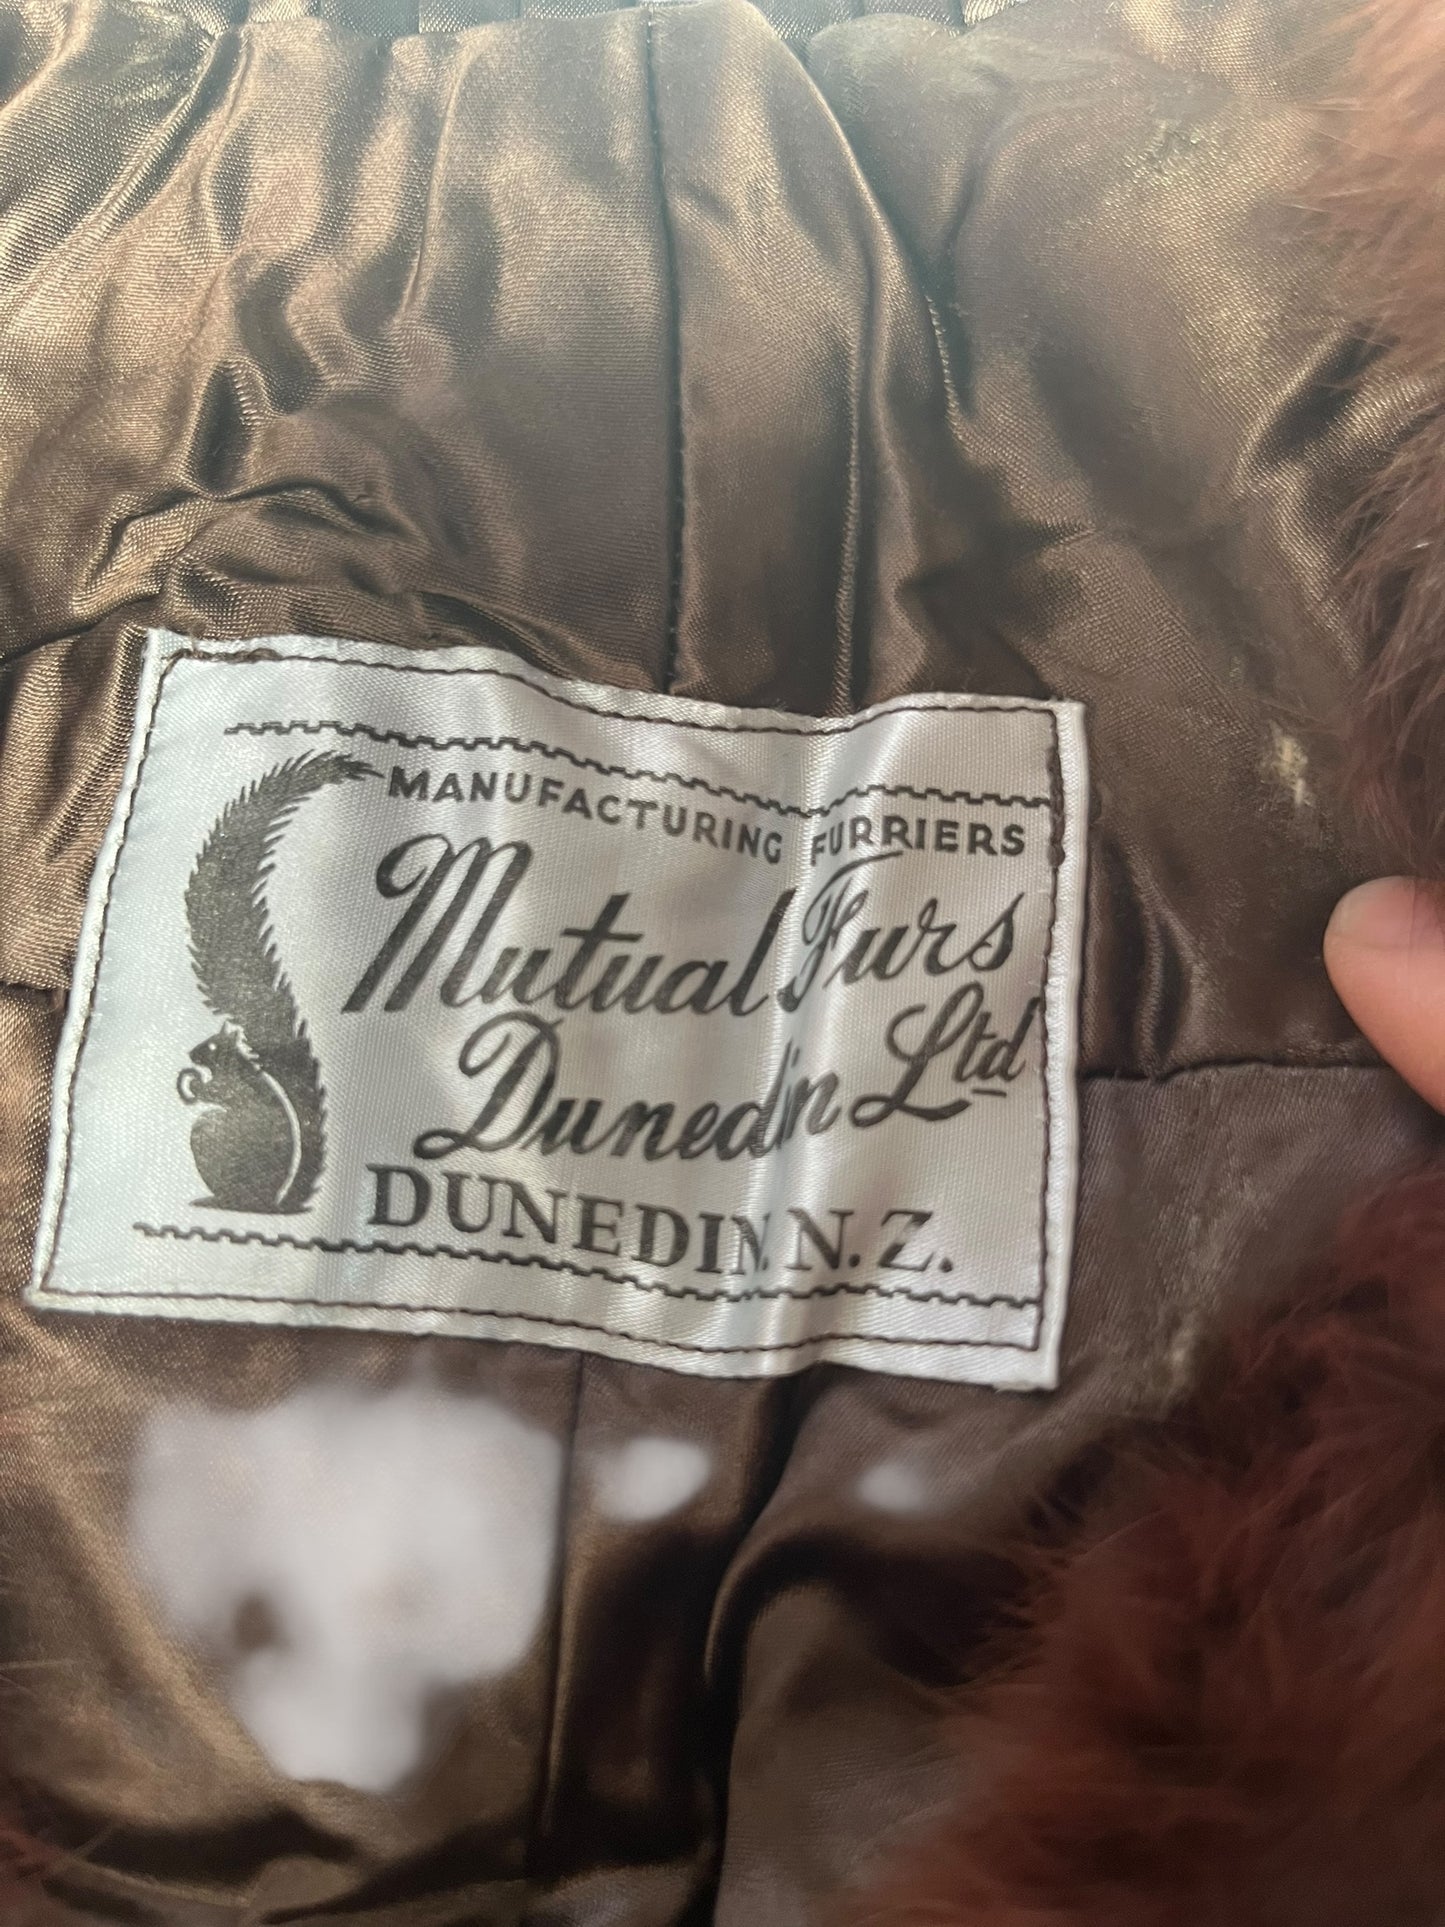 MANUFACTURING FURRIERS
Mutual Furs
Dunedin Ltd
DUNEDIN. N.Z.